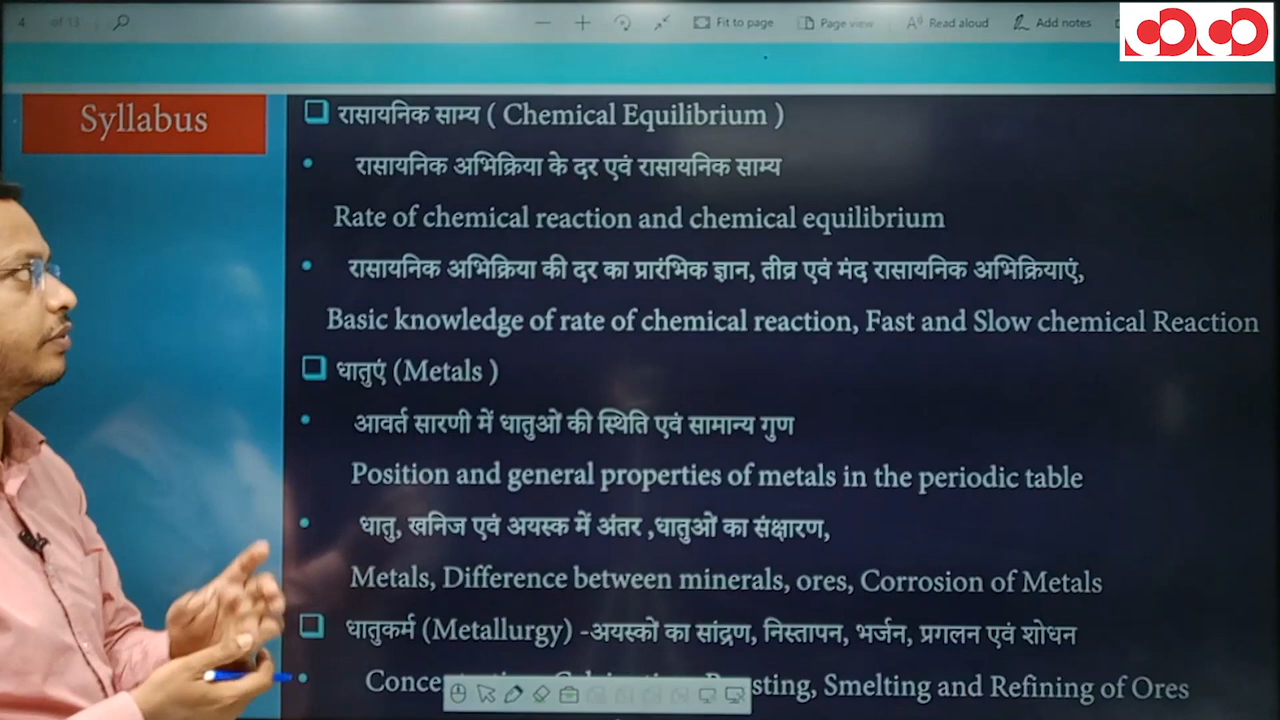 4 of 13 Fit to page Page view Read aloud Add notes
Syllabus
रासायनिक साम्य ( Chemical Equilibrium )
रासायनिक अभिक्रिया के दर एवं रासायनिक साम्य
Rate of chemical reaction and chemical equilibrium
रासायनिक अभिक्रिया की दर का प्रारंभिक ज्ञान, तीव्र एवं मंद रासायनिक अभिक्रियाएं,
Basic knowledge of rate of chemical reaction, Fast and Slow chemical Reaction
धातुएं (Metals )
आवर्त सारणी में धातुओं की स्थिति एवं सामान्य गुण
Position and general properties of metals in the periodic table
धातु, खनिज एवं अयस्क में अंतर ,धातुओं का संक्षारण,
Metals, Difference between minerals, ores, Corrosion of Metals
धातुकर्म (Metallurgy) -अयस्कों का सांद्रण, निस्तापन, भर्जन, प्रगलन एवं शोधन
Smelting and Refining of Ores